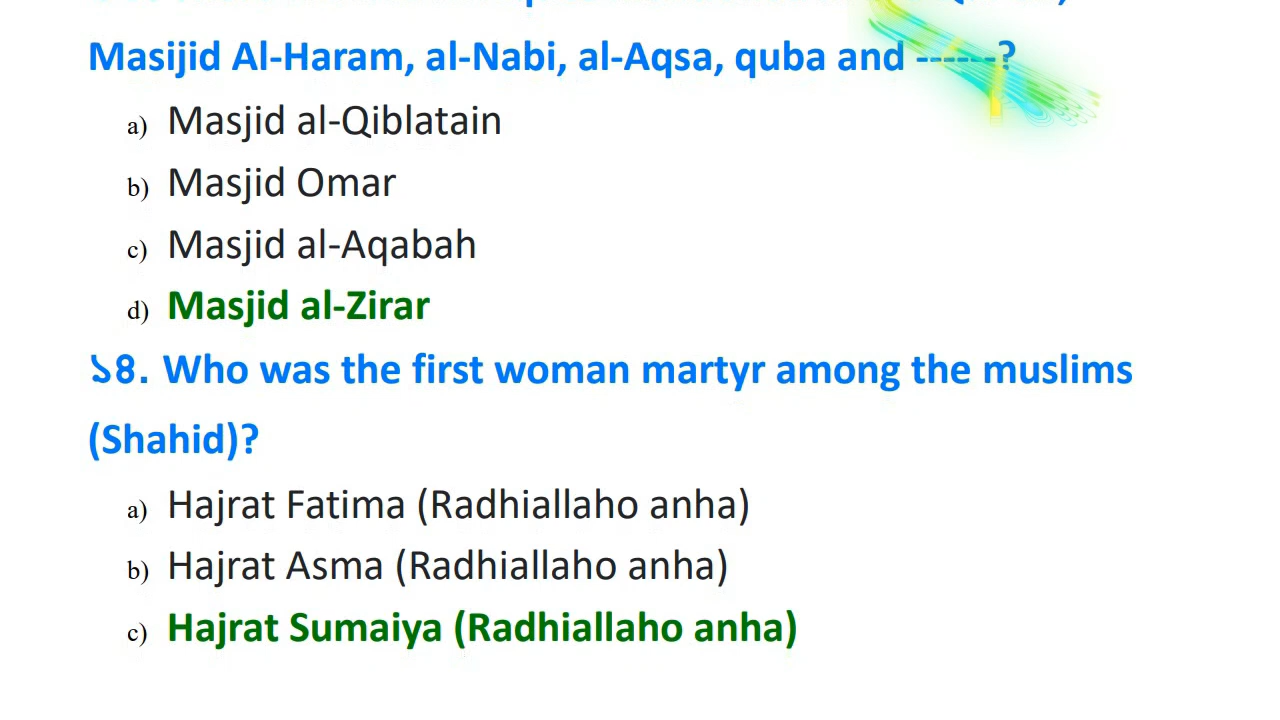 Masijid Al-Haram, al-Nabi, al-Aqsa, quba and ------?
a) Masjid al-Qiblatain
b) Masjid Omar
c) Masjid al-Aqabah
d) Masjid al-Zirar
১8. Who was the first woman martyr among the muslims
(Shahid)?
a) Hajrat Fatima (Radhiallaho anha)
b) Hajrat Asma (Radhiallaho anha)
c) Hajrat Sumaiya (Radhiallaho anha)